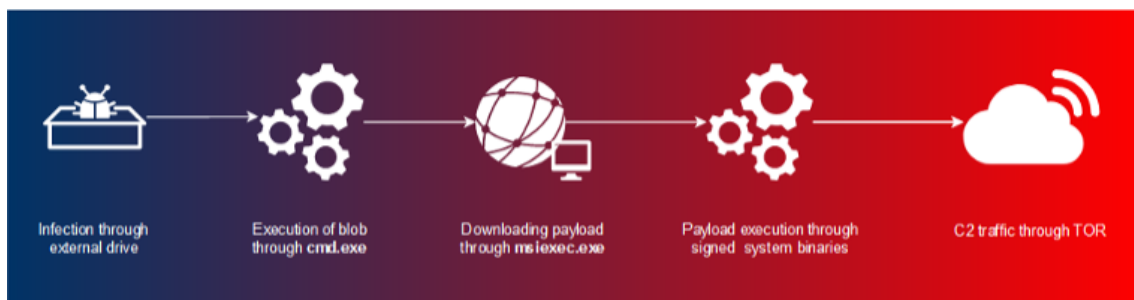 Infection through
external drive
Execution of blob
through cmd.exe
Downloading payload
through msiexec.exe
Payload execution through
signed system binaries
C2 traffic through TOR